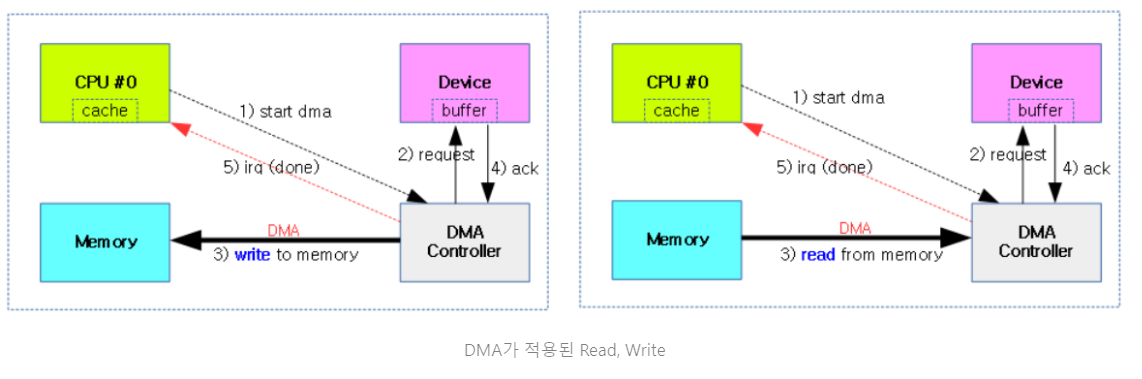 CPU #0
cache
Device
buffer
1) start dma
2) request
4) ack
5) irq (done)
Memory
DMA
3) write to memory
DMA
Controller
CPU #0
cache
Device
buffer
1) start dma
2) request
4) ack
5) irq (done)
Memory
DMA
3) read from memory
DMA
Controller
DMA가 적용된 Read, Write